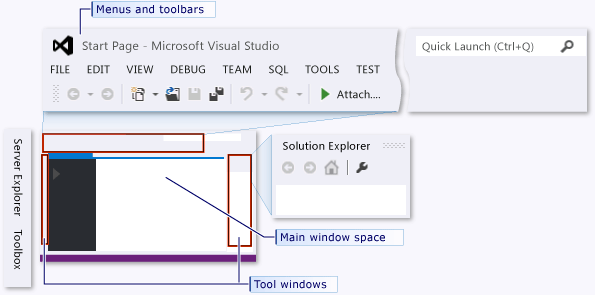 Menus and toolbars
Start Page - Microsoft Visual Studio
Quick Launch (Ctrl+Q)
FILE EDIT VIEW DEBUG TEAM SQL TOOLS TEST
Attach....
Server Explorer
Toolbox
Solution Explorer
Main window space
Tool windows